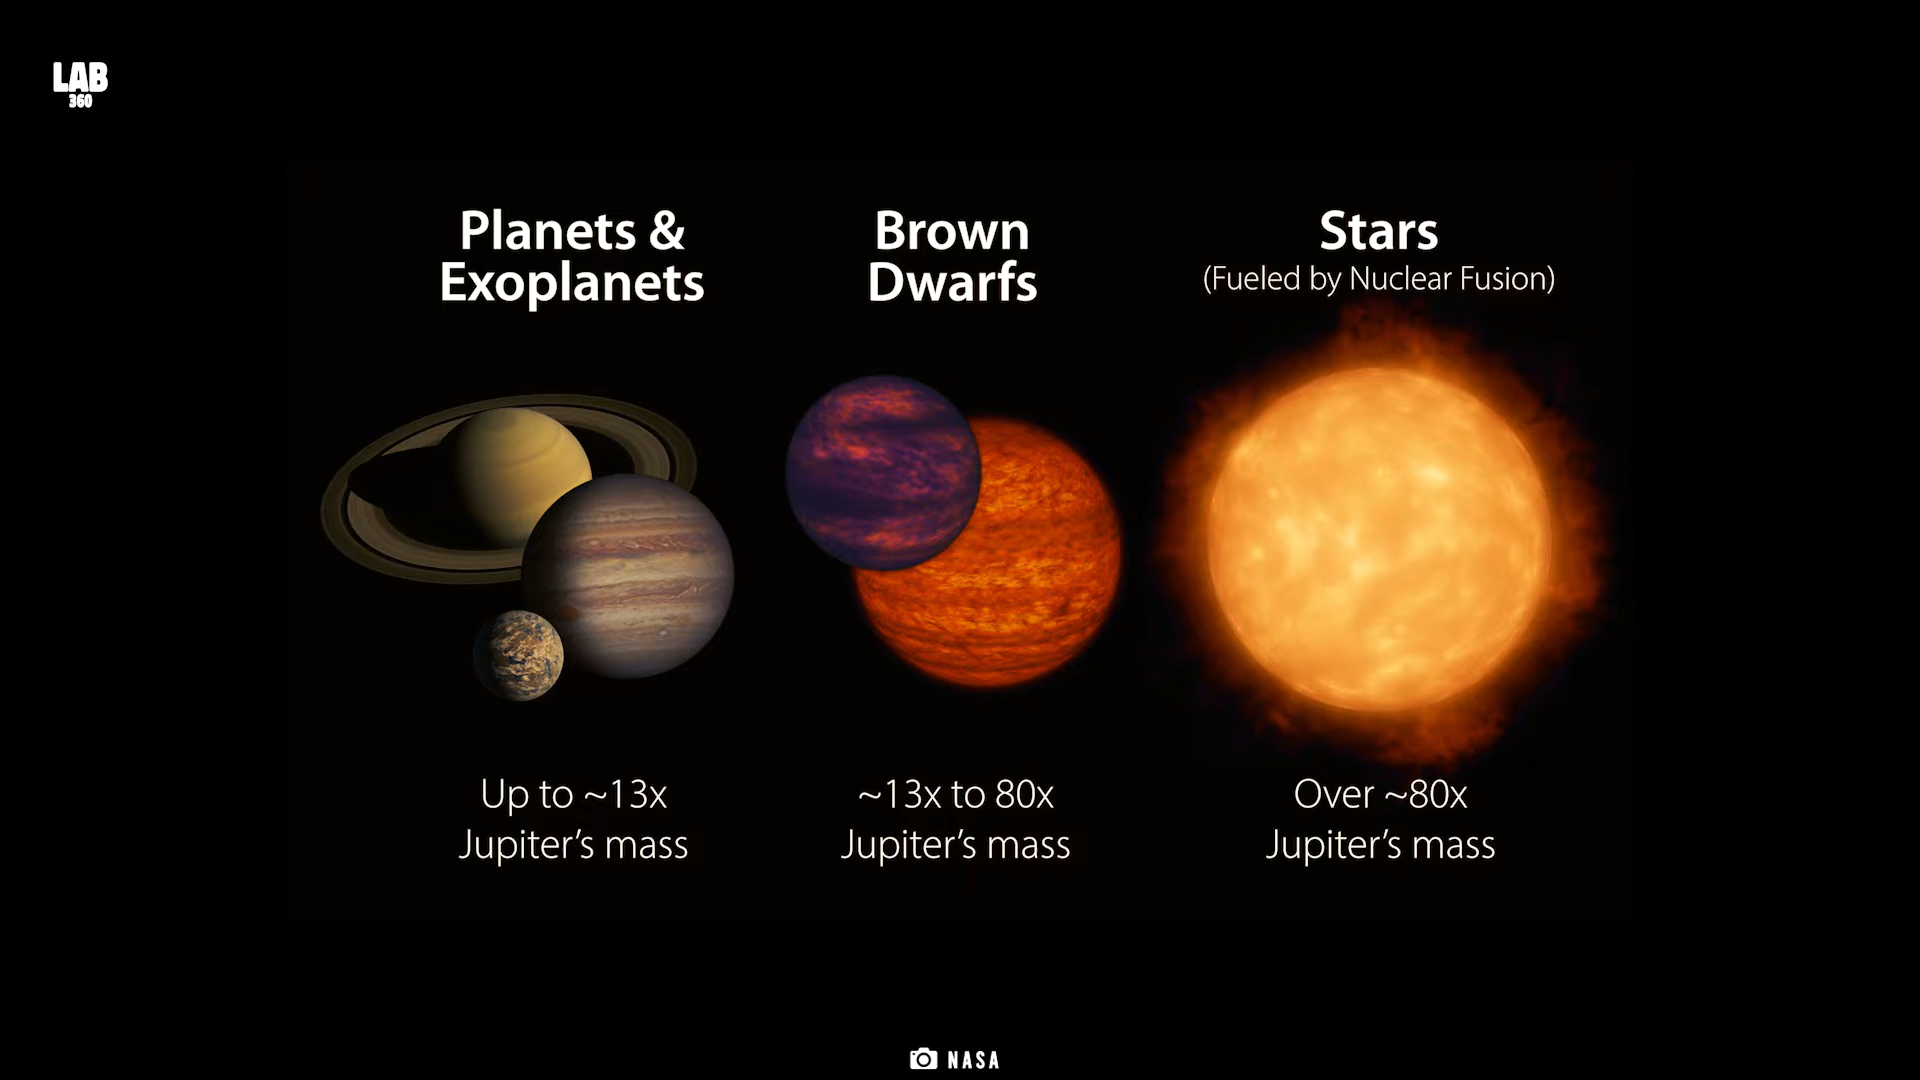 LAB
360
Planets &
Exoplanets
Brown
Dwarfs
Stars
(Fueled by Nuclear Fusion)
Up to ~13x
Jupiter's mass
~13x to 80x
Jupiter's mass
Over ~80x
Jupiter's mass
NASA